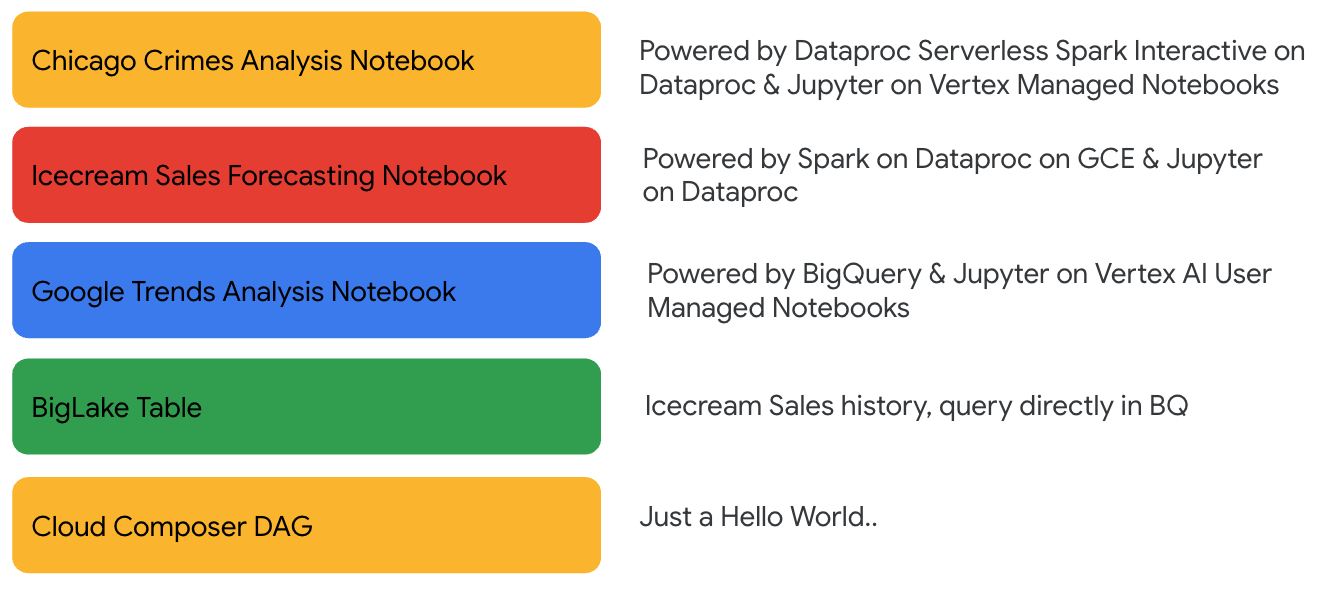 Chicago Crimes Analysis Notebook
Powered by Dataproc Serverless Spark Interactive on
Dataproc & Jupyter on Vertex Managed Notebooks
Icecream Sales Forecasting Notebook
Powered by Spark on Dataproc on GCE & Jupyter
on Dataproc
Google Trends Analysis Notebook
Powered by BigQuery & Jupyter on Vertex AI User
Managed Notebooks
BigLake Table
Icecream Sales history, query directly in BQ
Cloud Composer DAG
Just a Hello World..